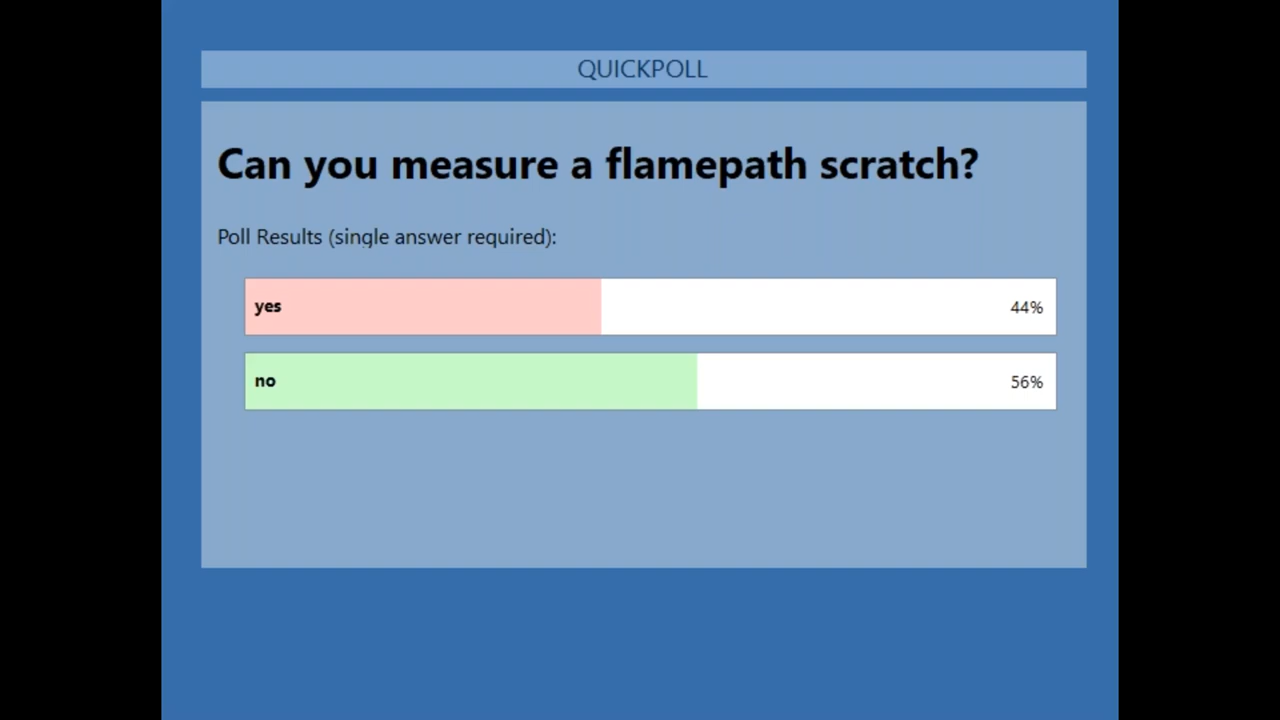 QUICKPOLL
Can you measure a flamepath scratch?
Poll Results (single answer required):
yes 44%
no 56%